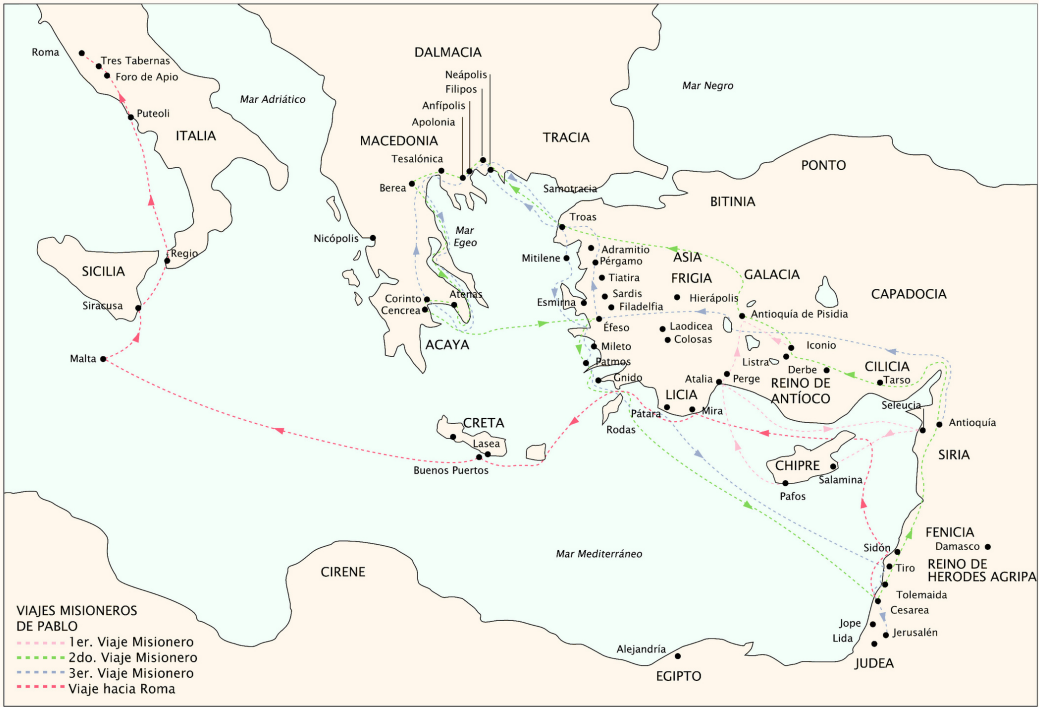 Roma
Tres Tabernas
Foro de Apio
Puteoli
ITALIA
Mar Adriático
DALMACIA
Neápolis
Filipos
Anfípolis
Apolonia
MACEDONIA
Tesalónica
Berea
TRACIA
Samotracia
Mar Negro
PONTO
BITINIA
Nicópolis
Mar
Egeo
Troas
Mitilene
Adramitio
Pérgamo
ASIA
Tiatira
FRIGIA
GALACIA
CAPADOCIA
Regio
SICILIA
Siracusa
Malta
Corinto
Cencrea
Atenas
ACAYA
Esmirna
Sardis
Filadelfia
Hierápolis
Éfeso
Antioquía de Pisidia
Laodicea
Colosas
Mileto
Patmos
Gnido
Iconio
Listra
Derbe
CILICIA
Tarso
Atalia
Perge
REINO DE
ANTÍOCO
LICIA
Pátara
Mira
Rodas
Seleucia
Antioquía
SIRIA
CRETA
Lasea
Buenos Puertos
CHIPRE
Salamina
Pafos
Mar Mediterráneo
CIRENE
Sidón
FENICIA
Damasco
Tiro
REINO DE
HERODES AGRIPA
Tolemaida
Cesarea
Jope
Jerusalén
Lida
JUDEA
Alejandría
EGIPTO
VIAJES MISIONEROS
DE PABLO
1er. Viaje Misionero
2do. Viaje Misionero
3er. Viaje Misionero
Viaje hacia Roma